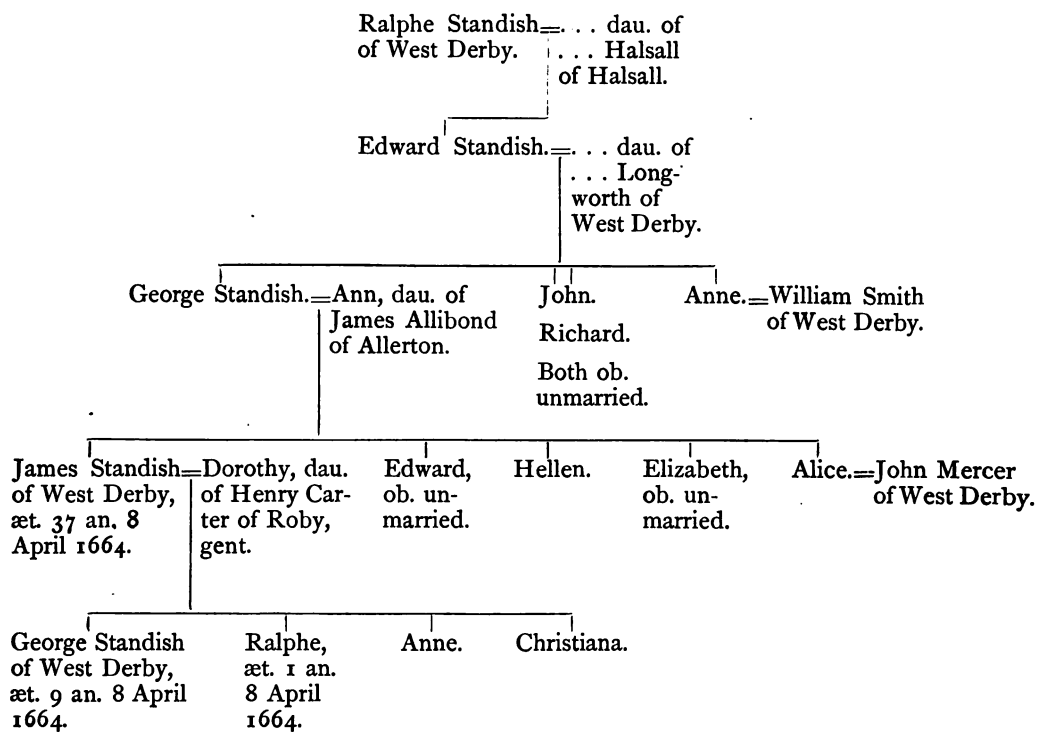 Ralphe Standish=. . . dau. of
of West Derby. . . . Halsall
of Halsall.
Edward Standish.=. . . dau. of
. . . Long-
worth of
West Derby.
George Standish.=Ann, dau. of
James Allibond
of Allerton.
John.
Richard.
Both ob.
unmarried.
Anne.=William Smith
of West Derby.
James Standish=Dorothy, dau.
of West Derby, of Henry Car-
æt. 37 an. 8 ter of Roby,
April 1664. gent.
Edward,
ob. un-
married.
Hellen.
Elizabeth,
ob. un-
married.
Alice.=John Mercer
of West Derby.
George Standish
of West Derby,
æt. 9 an. 8 April
1664.
Ralphe,
æt. 1 an.
8 April
1664.
Anne.
Christiana.